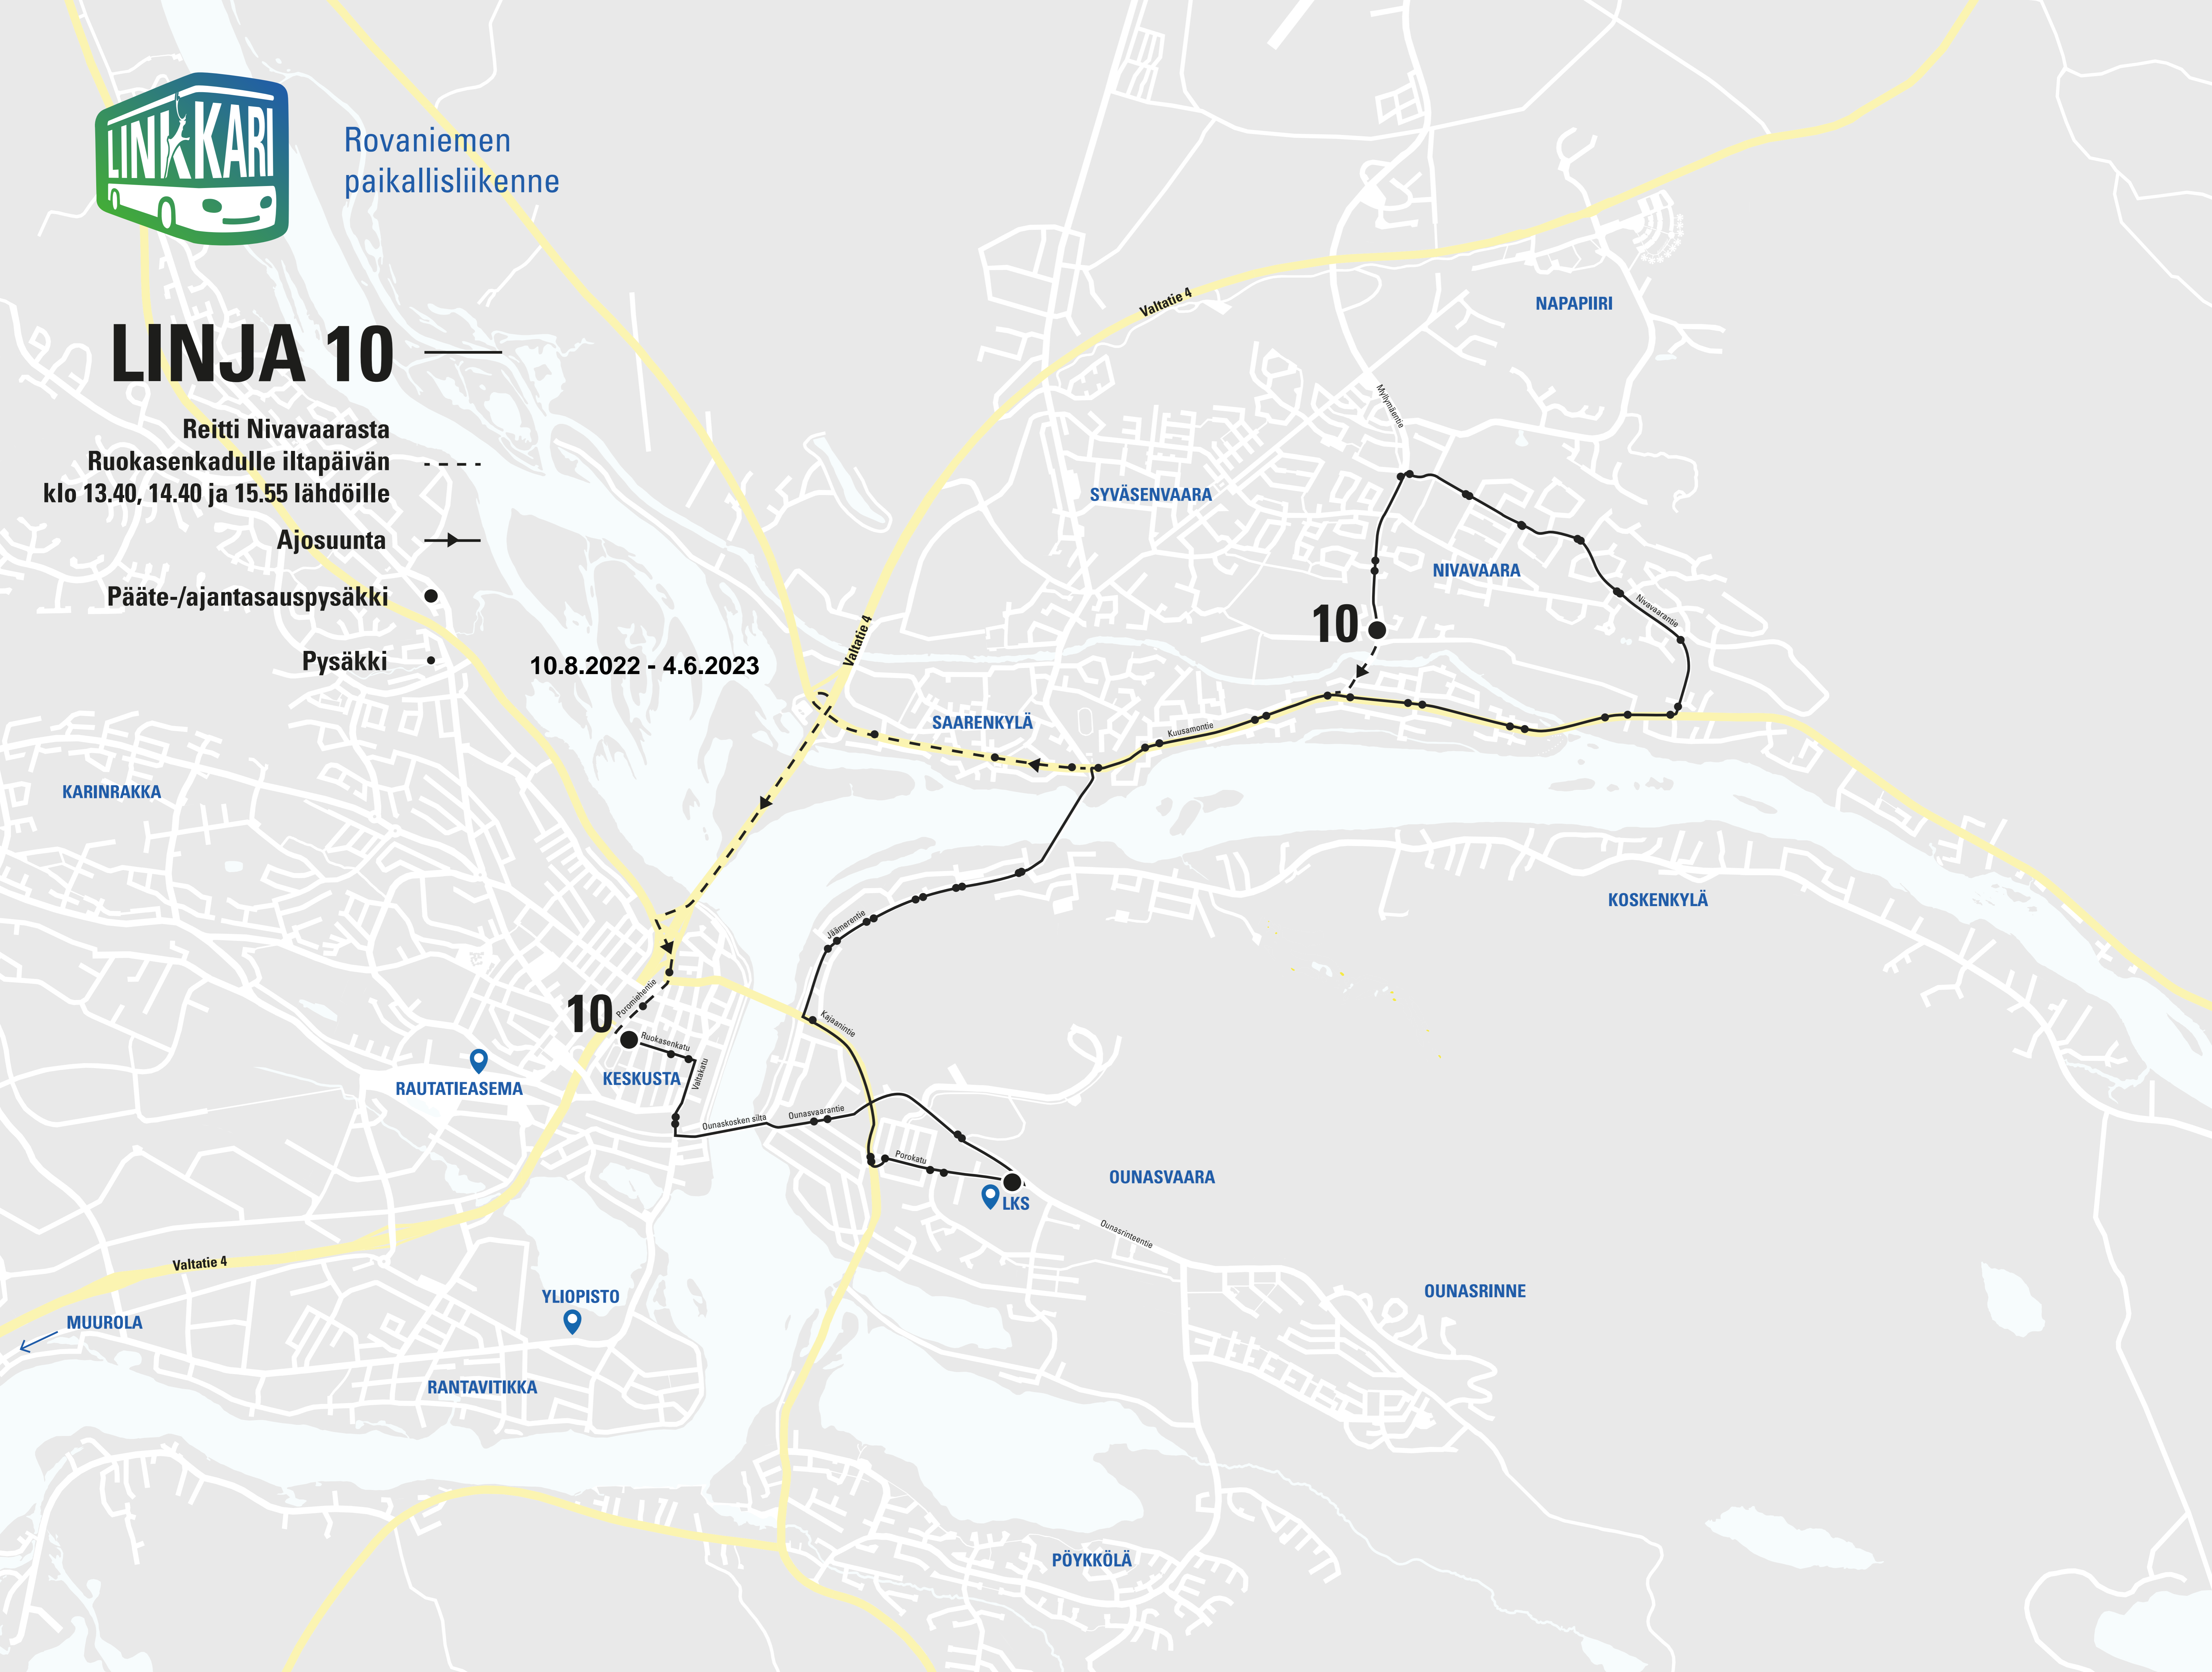 LINKKARI
Rovaniemen
paikallisliikenne
LINJA 10
Reitti Nivavaarasta
Ruokasenkadulle iltapäivän
klo 13.40, 14.40 ja 15.55 lähdöille
Ajosuunta
Pääte-/ajantasauspysäkki
Pysäkki
10.8.2022 - 4.6.2023
Valtatie 4
NAPAPIIRI
Myllymäentie
SYVÄSENVAARA
NIVAVAARA
Nivavaarantie
10
Valtatie 4
SAARENKYLÄ
Kuusamontie
KARINRAKKA
KOSKENKYLÄ
Jäämerentie
Poromiehentie
10
Kajaanintie
Ruokasenkatu
Valtakatu
KESKUSTA
RAUTATIEASEMA
Ounaskosken silta
Ounasvaarantie
Porokatu
OUNASVAARA
LKS
Ounasrinteentie
Valtatie 4
YLIOPISTO
OUNASRINNE
MUUROLA
RANTAVITIKKA
PÖYKKÖLÄ